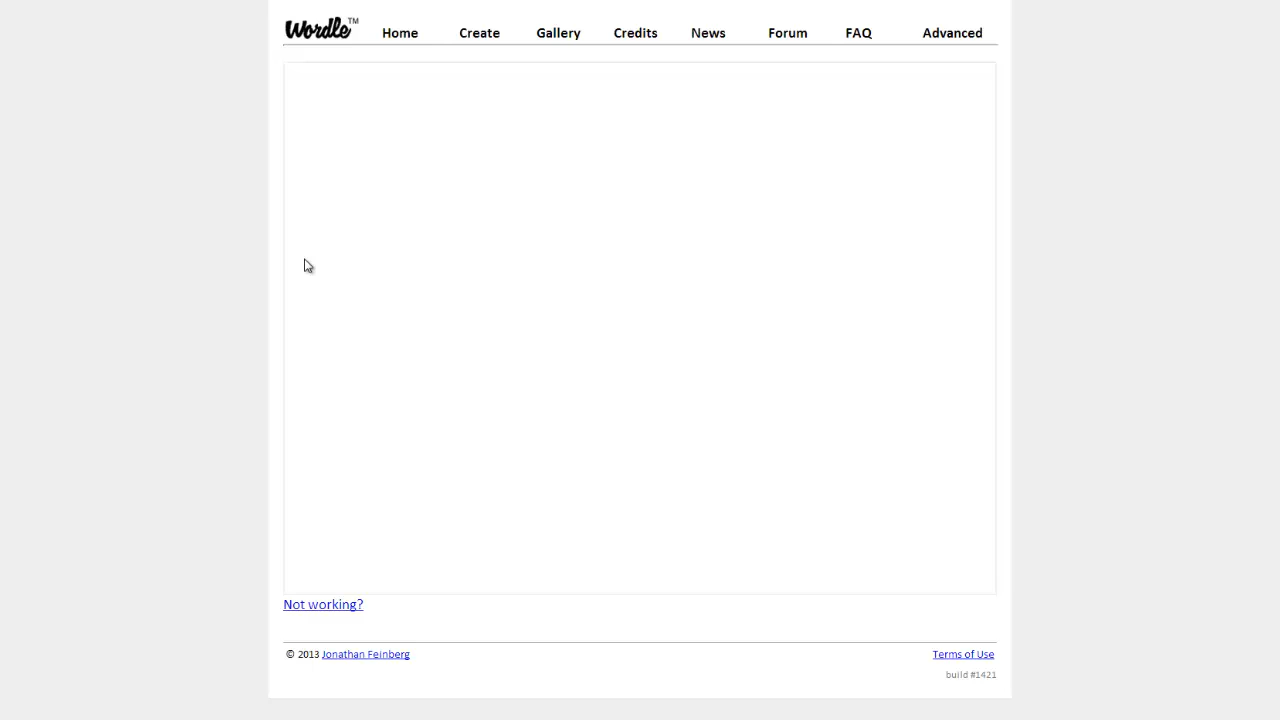 Wordle™ Home Create Gallery Credits News Forum FAQ Advanced
Not working?
© 2013 Jonathan Feinberg Terms of Use
build #1421